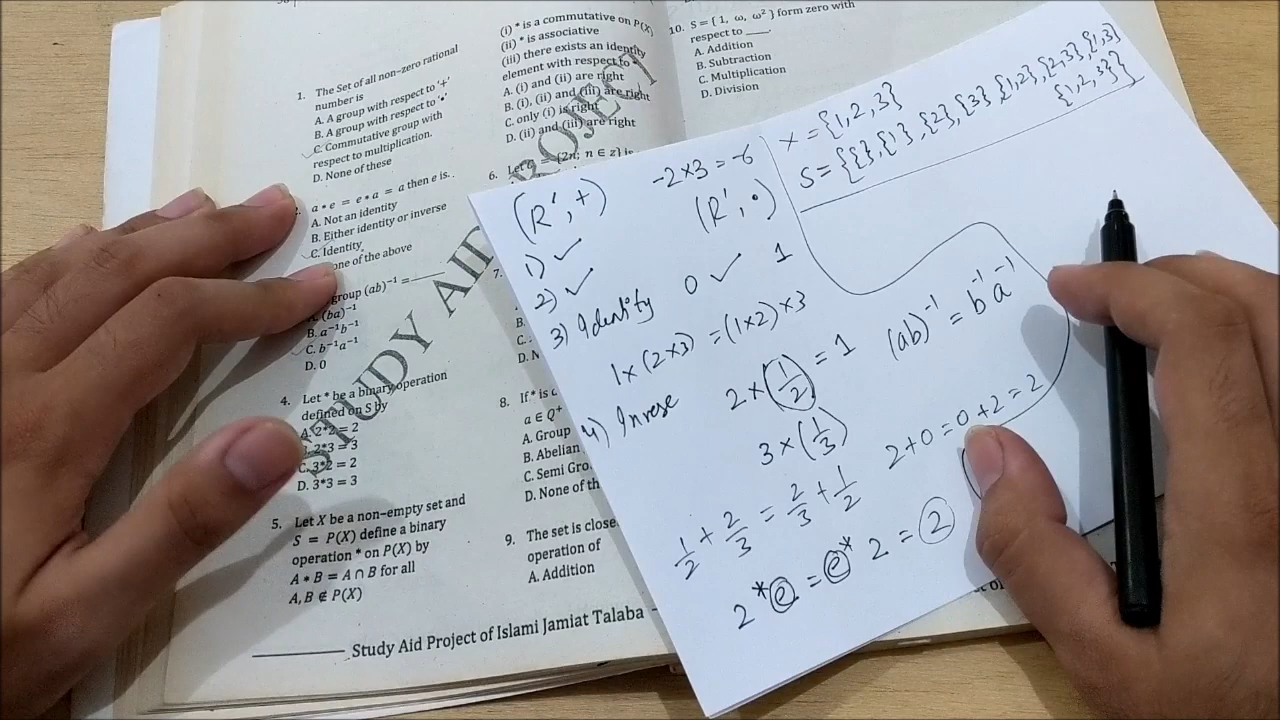 1. The Set of all non-zero rational
number is
A. A group with respect to '+'
B. A group with respect to '•'
C. Commutative group with
respect to multiplication.
D. None of these
a * e = e * a = a then e is.
A. Not an identity
B. Either identity or inverse
C. Identity
one of the above
group (ab)⁻¹ = ____
(ba)⁻¹
B. a⁻¹b⁻¹
C. b⁻¹a⁻¹
D. 0
4. Let * be a binary operation
defined on S by
A. 2*2 = 2
2*3 = 3
C. 3*2 = 2
D. 3*3 = 3
5. Let X be a non-empty set and
S = P(X) define a binary
operation * on P(X) by
A * B = A ∩ B for all
A, B ∉ P(X)
(i) * is a commutative on P(X)
(ii) * is associative
(iii) there exists an identity
element with respect to *
A. (i) and (ii) are right
B. (i), (ii) and (iii) are right
C. only (i) is right
D. (ii) and (iii) are right
6. Let = {2n; n ∈ z} is
7.
B.
C.
D. N
8. If * is
a ∈ Q⁺
A. Group
B. Abelian
C. Semi Gro
D. None of th
9. The set is close
operation of
A. Addition
10. S = { 1, ω, ω² } form zero with
respect to ____.
A. Addition
B. Subtraction
C. Multiplication
D. Division
STUDY AID PROJECT
Study Aid Project of Islami Jamiat Talaba
x = {1, 2, 3}
S = {{}, {1}, {2}, {3} {1,2}, {2,3}, {1,3}
{1, 2, 3}}
-2×3 = -6
(R', +) (R', •)
1) ✓
2) ✓
3) Identity 0 ✓ 1
1×(2×3) = (1×2)×3
4) Invese 2×(1/2) = 1 (ab)⁻¹ = b⁻¹a⁻¹
3×(1/3)
2+0 = 0+2 = 2
1/2 + 2/3 = 2/3 + 1/2
2 * e = e * 2 = 2